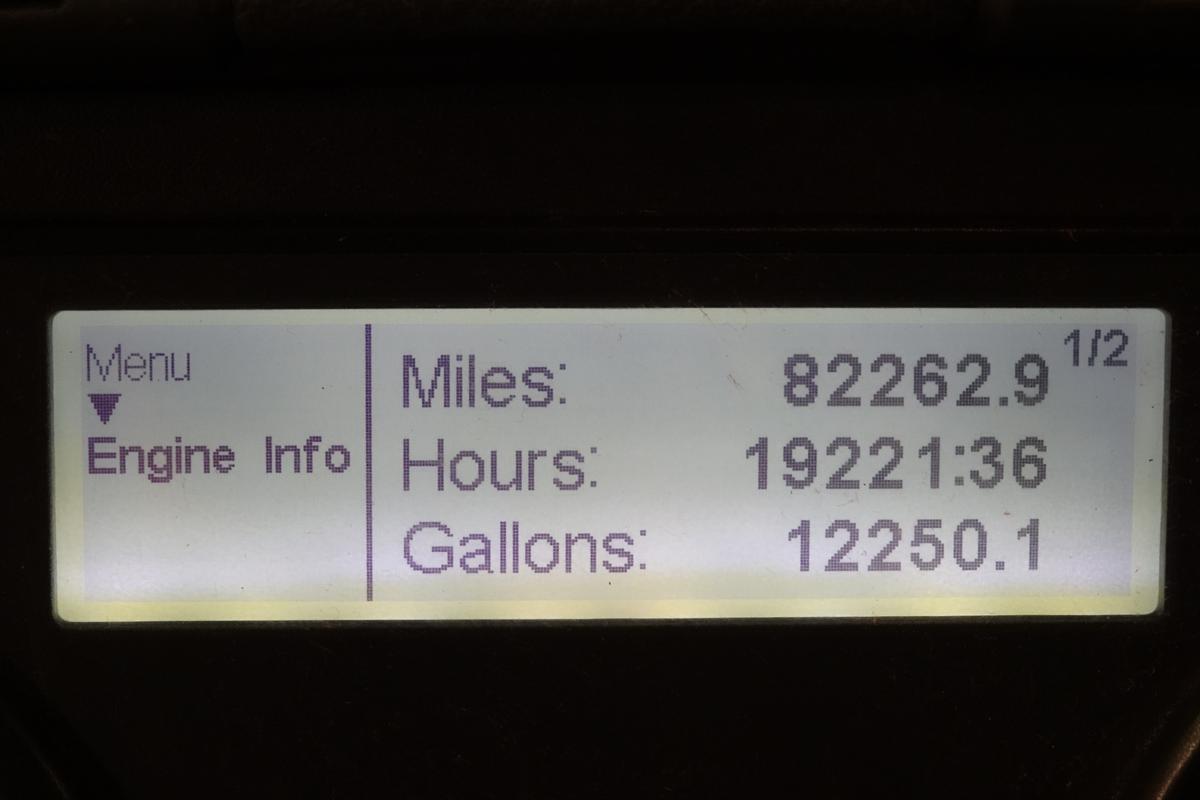 Menu
▼
Engine Info
1/2
Miles: 82262.9
Hours: 19221:36
Gallons: 12250.1